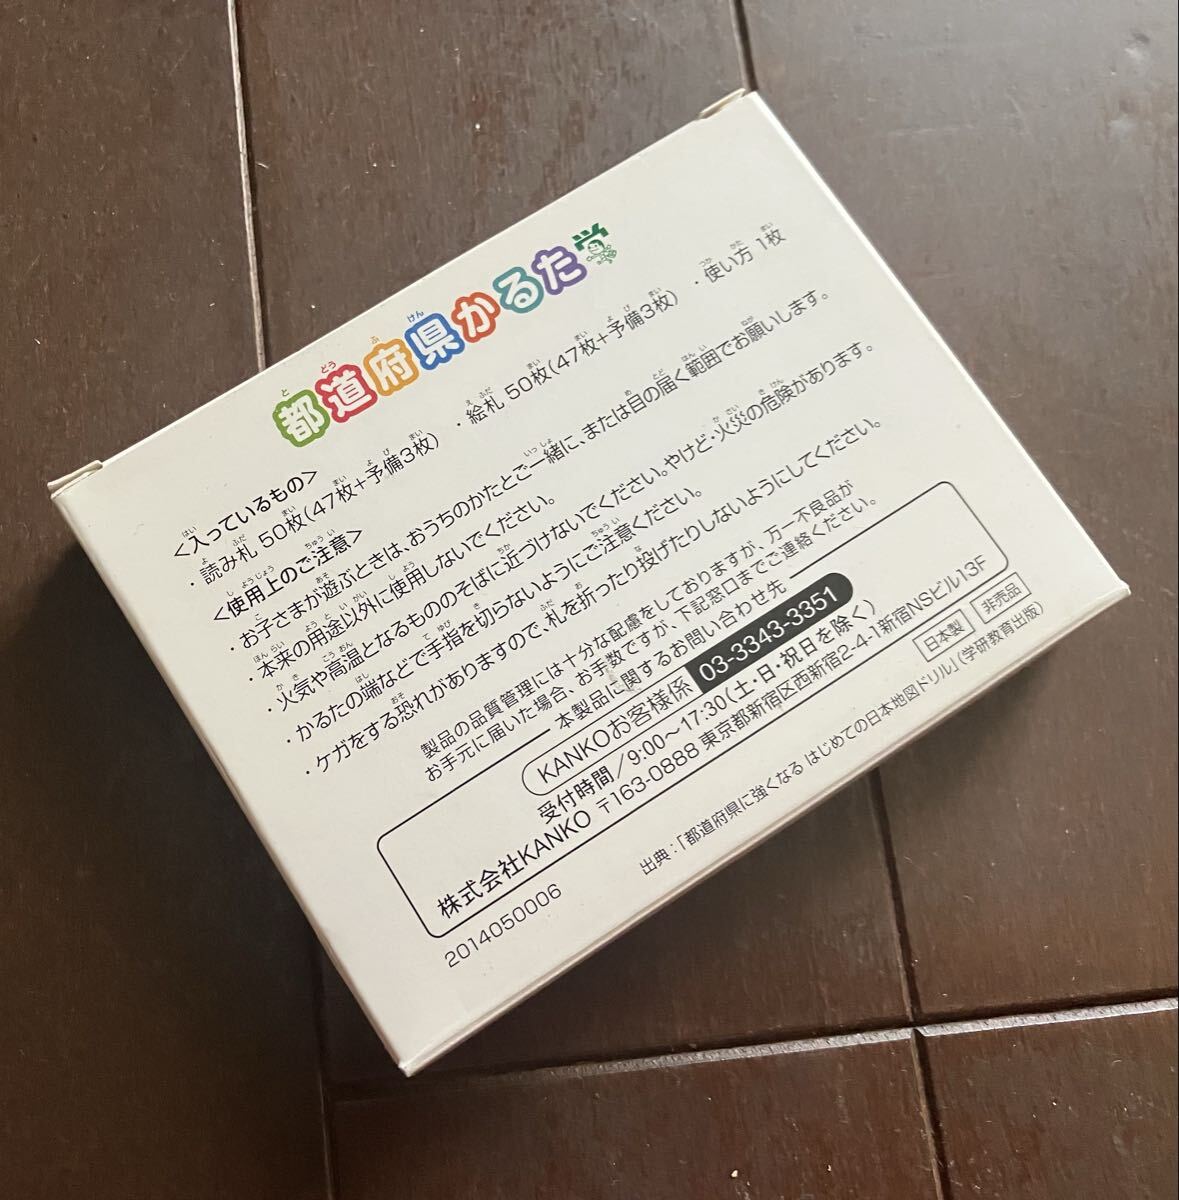 都道府県かるた
<入っているもの>
・読み札 50枚(47枚+予備3枚) ・絵札 50枚(47枚+予備3枚) ・使い方 1枚
<使用上のご注意>
・お子さまが遊ぶときは、おうちのかたとご一緒に、または目の届く範囲でお願いします。
・本来の用途以外に使用しないでください。
・火気や高温となるもののそばに近づけないでください。やけど・火災の危険があります。
・かるたの端などで手指を切らないようにご注意ください。
・ケガをする恐れがありますので、札を折ったり投げたりしないようにしてください。
製品の品質管理には十分な配慮をしておりますが、万一不良品が
お手元に届いた場合、お手数ですが、下記窓口までご連絡ください。
本製品に関するお問い合わせ先
KANKOお客様係 03-3343-3351
受付時間/9:00〜17:30(土・日・祝日を除く)
株式会社KANKO 〒163-0888 東京都新宿区西新宿2-4-1新宿NSビル13F
日本製 非売品
2014050006
出典:「都道府県に強くなる はじめての日本地図ドリル」(学研教育出版)